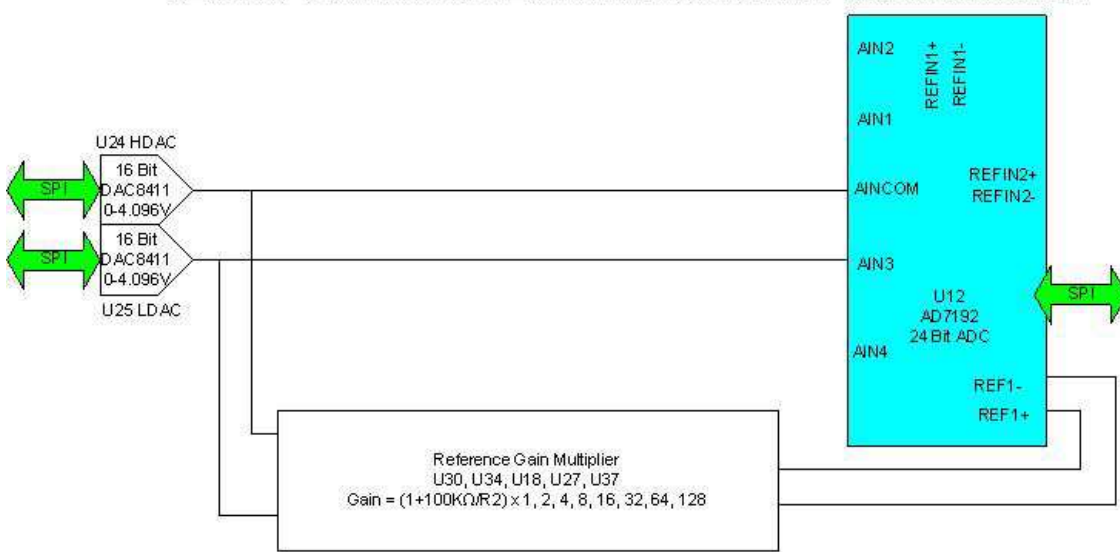 AIN2
REFIN1+
REFIN1-
AIN1
U24 HDAC
SPI
16 Bit
DAC8411
0-4.096V
AINCOM
REFIN2+
REFIN2-
SPI
16 Bit
DAC8411
0-4.096V
U25 LDAC
AIN3
U12
AD7192
24 Bit ADC
SPI
AIN4
REF1-
REF1+
Reference Gain Multiplier
U30, U34, U18, U27, U37
Gain = (1+100KΩ/R2) x 1, 2, 4, 8, 16, 32, 64, 128